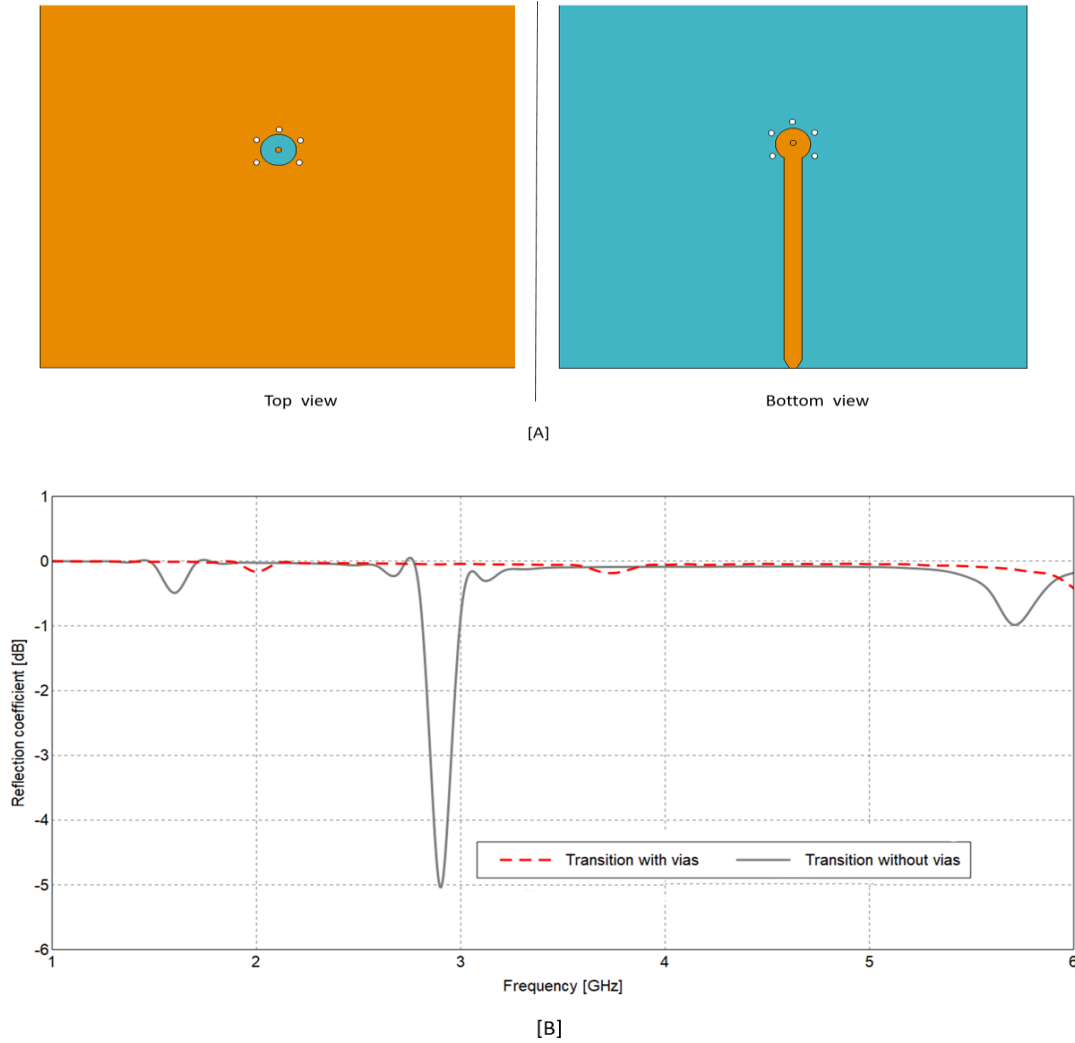 Top view
Bottom view
[A]
1
0
-1
-2
-3
-4
-5
-6
Reflection coefficient [dB]
Transition with vias
Transition without vias
1 2 3 4 5 6
Frequency [GHz]
[B]